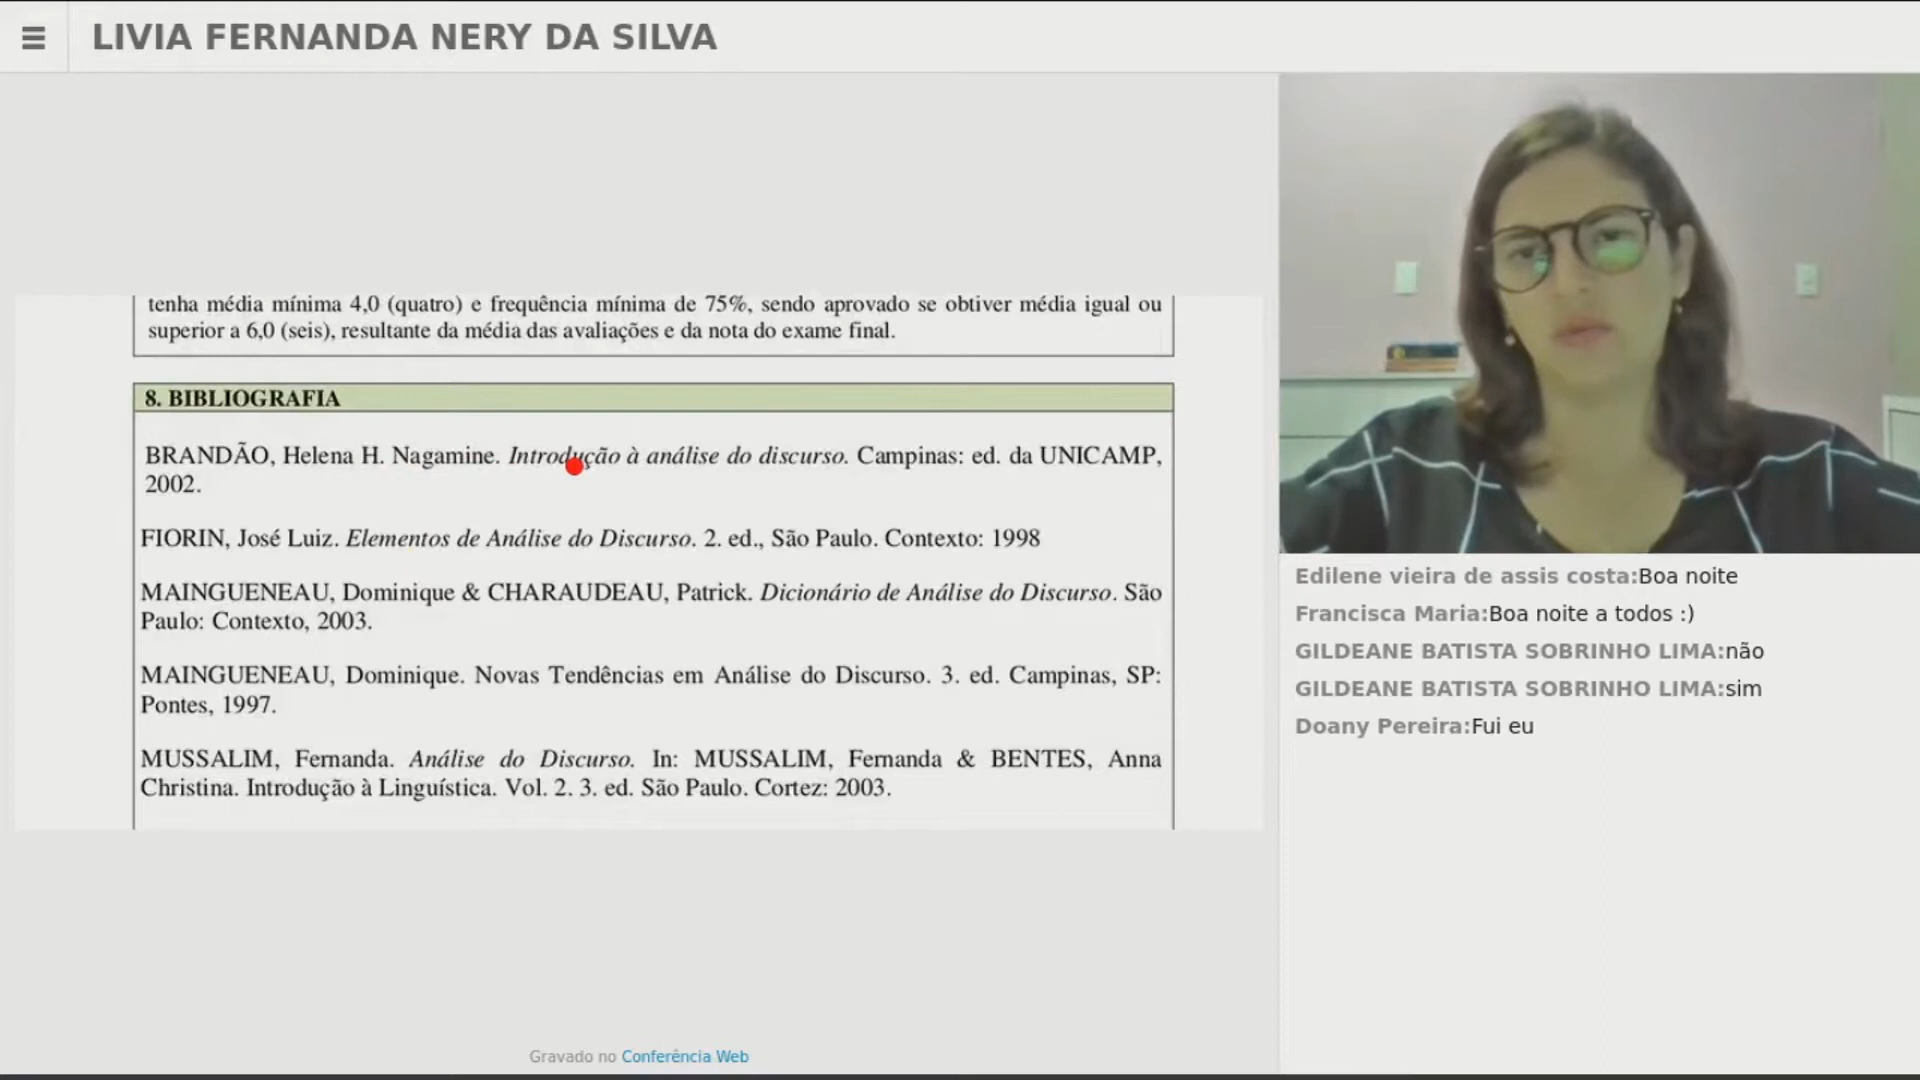 LIVIA FERNANDA NERY DA SILVA
tenha média mínima 4,0 (quatro) e frequência mínima de 75%, sendo aprovado se obtiver média igual ou
superior a 6,0 (seis), resultante da média das avaliações e da nota do exame final.
8. BIBLIOGRAFIA
BRANDÃO, Helena H. Nagamine. Introdução à análise do discurso. Campinas: ed. da UNICAMP,
2002.
FIORIN, José Luiz. Elementos de Análise do Discurso. 2. ed., São Paulo. Contexto: 1998
MAINGUENEAU, Dominique & CHARAUDEAU, Patrick. Dicionário de Análise do Discurso. São
Paulo: Contexto, 2003.
MAINGUENEAU, Dominique. Novas Tendências em Análise do Discurso. 3. ed. Campinas, SP:
Pontes, 1997.
MUSSALIM, Fernanda. Análise do Discurso. In: MUSSALIM, Fernanda & BENTES, Anna
Christina. Introdução à Linguística. Vol. 2. 3. ed. São Paulo. Cortez: 2003.
Edilene vieira de assis costa:Boa noite
Francisca Maria:Boa noite a todos :)
GILDEANE BATISTA SOBRINHO LIMA:não
GILDEANE BATISTA SOBRINHO LIMA:sim
Doany Pereira:Fui eu
Gravado no Conferência Web